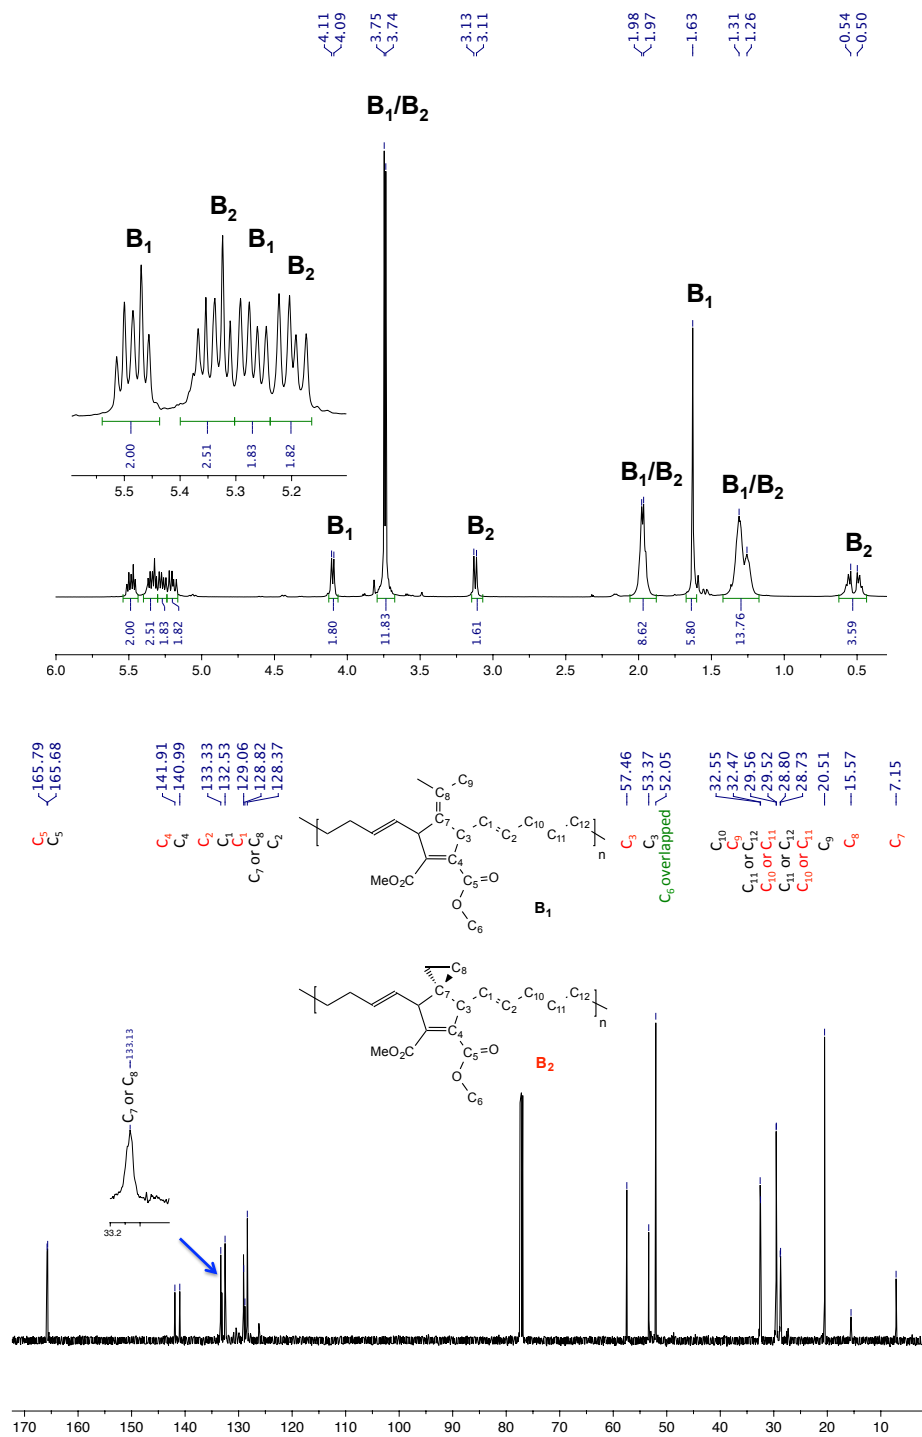 4.11
4.09
3.75
3.74
3.13
3.11
1.98
1.97
1.63
1.31
1.26
0.54
0.50
B1/B2
B1
B2
B1
B2
5.5
5.4
5.3
5.2
2.00
2.51
1.83
1.82
B1
B2
B1/B2
B1
B1/B2
B2
2.00
2.51
1.83
1.82
1.80
11.83
1.61
8.62
5.80
13.76
3.59
6.0 5.5 5.0 4.5 4.0 3.5 3.0 2.5 2.0 1.5 1.0 0.5
165.79
165.68
141.91
140.99
133.33
132.53
129.06
128.82
128.37
57.46
53.37
52.05
32.55
32.47
29.56
29.52
28.80
28.73
20.51
15.57
7.15
C5
C5
C4
C4
C2
C1
C1
C7 or C8
C2
C3
C3
C6 overlapped
C10
C9
C11 or C12
C10 or C11
C11 or C12
C10 or C11
C9
C8
C7
C9
C8
C7
C3
C1
C2
C10
C11
C12
n
C4
MeO2C
C5=O
O
C6
B1
C8
C7
C3
C1
C2
C10
C11
C12
n
C4
MeO2C
C5=O
O
C6
B2
C7 or C8
133.13
33.2
170 160 150 140 130 120 110 100 90 80 70 60 50 40 30 20 10